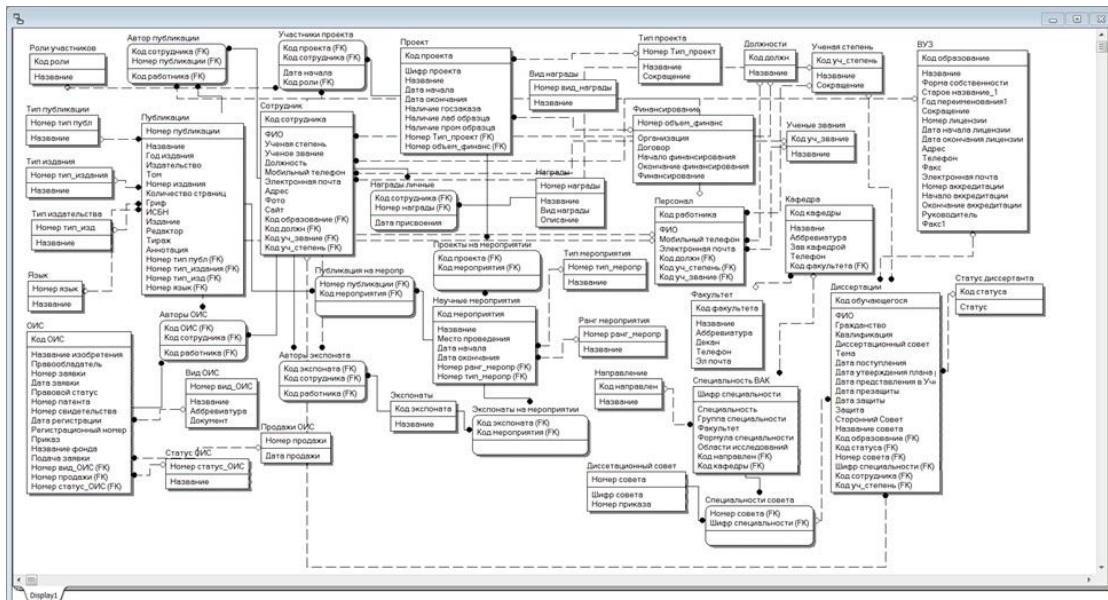 Роли участников
Код роли
Название
Автор публикации
Код сотрудника (FK)
Номер публикации (FK)
Код работника (FK)
Участники проекта
Код проекта (FK)
Код сотрудника (FK)
Дата начала
Код роли (FK)
Проект
Код проекта
Шифр проекта
Название
Дата начала
Дата окончания
Наличие госзаказа
Наличие лаб образца
Наличие пром образца
Номер Тип_проект (FK)
Номер объем_финанс (FK)
Тип проекта
Номер Тип_проект
Название
Сокращение
Должности
Код должн
Название
Ученая степень
Код уч_степень
Название
Сокращение
ВУЗ
Код образование
Название
Форма собственности
Старое название_1
Год переименования1
Сокращение
Номер лицензии
Дата начала лицензии
Дата окончания лицензии
Адрес
Телефон
Факс
Электронная почта
Номер аккредитации
Начало аккредитации
Окончание аккредитации
Руководитель
Факс1
Вид награды
Номер вид_награды
Название
Финансирование
Номер объем_финанс
Организация
Договор
Начало финансирования
Окончание финансирования
Финансирование
Ученые звания
Код уч_звание
Название
Тип публикации
Номер тип публ
Название
Публикации
Номер публикации
Название
Год издания
Издательство
Том
Номер издания
Количество страниц
Гриф
ИСБН
Издание
Редактор
Тираж
Аннотация
Номер тип публ (FK)
Номер тип_издания (FK)
Номер тип_изд (FK)
Номер язык (FK)
Сотрудник
Код сотрудника
ФИО
Ученая степень
Ученое звание
Должность
Мобильный телефон
Электронная почта
Адрес
Фото
Сайт
Код образование (FK)
Код должн (FK)
Код уч_звание (FK)
Код уч_степень (FK)
Тип издания
Номер тип_издания
Название
Тип издательства
Номер тип_изд
Название
Язык
Номер язык
Название
Награды личные
Код сотрудника (FK)
Номер награды (FK)
Дата присвоения
Награды
Номер награды
Название
Вид награды
Описание
Персонал
Код работника
ФИО
Мобильный телефон
Электронная почта
Код должн (FK)
Код уч_степень (FK)
Код уч_звание (FK)
Кафедра
Код кафедры
Названи
Аббревиатура
Зав кафедрой
Телефон
Код факультета (FK)
Проекты на мероприятии
Код проекта (FK)
Код мероприятия (FK)
Тип мероприятия
Номер тип_меропр
Название
Публикация на меропр
Номер публикации (FK)
Код мероприятия (FK)
Научные мероприятия
Код мероприятия
Название
Место проведения
Дата начала
Дата окончания
Номер ранг_меропр (FK)
Номер тип_меропр (FK)
Ранг мероприятия
Номер ранг_меропр
Название
Факультет
Код факультета
Название
Аббревиатура
Декан
Телефон
Эл почта
Диссертации
Код обучающегося
ФИО
Гражданство
Квалификация
Диссертационный совет
Тема
Дата поступления
Дата утверждения плана
Дата представления в Уче
Дата презащиты
Дата защиты
Защита
Сторонний Совет
Название совета
Код образование (FK)
Код статуса (FK)
Номер совета (FK)
Шифр специальности (FK)
Код сотрудника (FK)
Код уч_степень (FK)
Статус диссертанта
Код статуса
Статус
ОИС
Код ОИС
Название изобретения
Правообладатель
Номер заявки
Дата заявки
Правовой статус
Номер патента
Номер свидетельства
Дата регистрации
Регистрационный номер
Приказ
Название фонда
Подача заявки
Номер вид_ОИС (FK)
Номер продажи (FK)
Номер статус_ОИС (FK)
Авторы ОИС
Код ОИС (FK)
Код сотрудника (FK)
Код работника (FK)
Вид ОИС
Номер вид_ОИС
Название
Аббревиатура
Документ
Статус ОИС
Номер статус_ОИС
Название
Продажи ОИС
Номер продажи
Дата продажи
Авторы экспоната
Код экспоната (FK)
Код сотрудника (FK)
Код работника (FK)
Экспонаты
Код экспоната
Название
Экспонаты на мероприятии
Код экспоната (FK)
Код мероприятия (FK)
Направление
Код направлен
Название
Специальность ВАК
Шифр специальности
Специальность
Группа специальности
Факультет
Формула специальности
Области исследований
Код направлен (FK)
Код кафедры (FK)
Диссетационный совет
Номер совета
Шифр совета
Номер приказа
Специальности совета
Номер совета (FK)
Шифр специальности (FK)
Display1